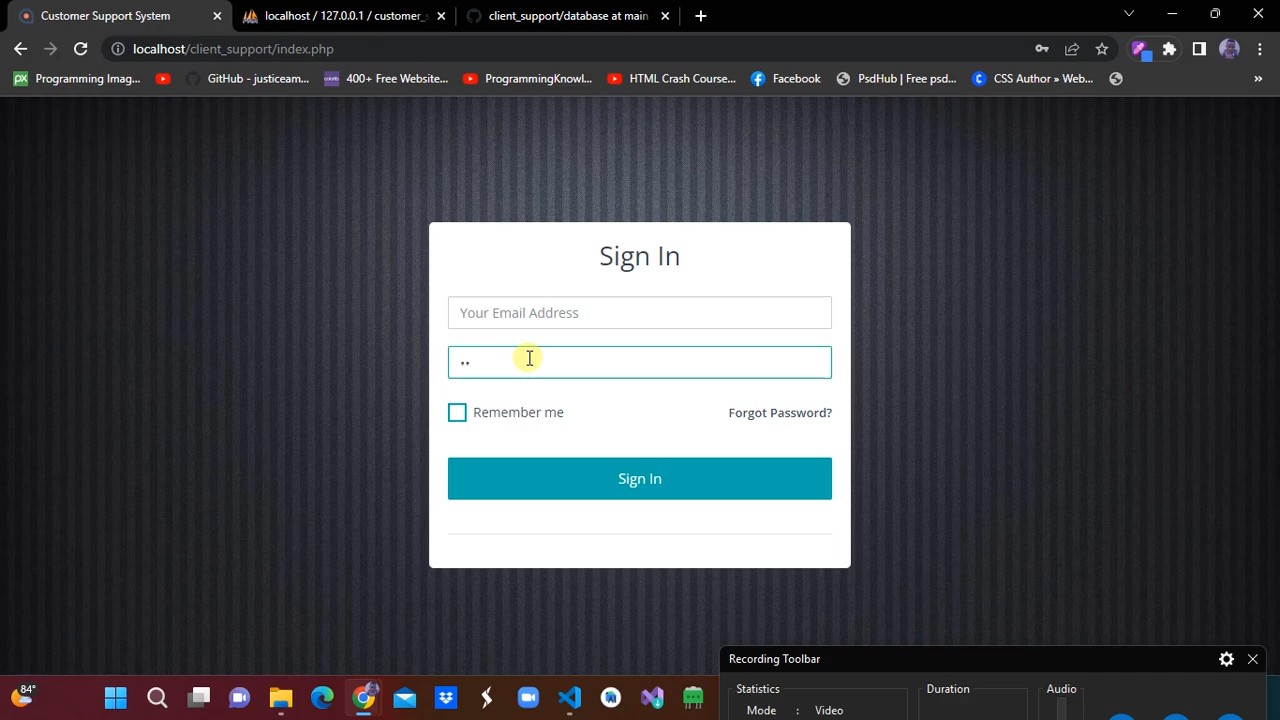 Customer Support System
localhost / 127.0.0.1 / customer_s
client_support/database at main
localhost/client_support/index.php
Programming Imag...
GitHub - justiceam...
400+ Free Website...
ProgrammingKnowl...
HTML Crash Course...
Facebook
PsdHub | Free psd...
CSS Author » Web...
»
Sign In
Your Email Address
••
Remember me
Forgot Password?
Sign In
Recording Toolbar
Statistics
Duration
Audio
Mode : Video
84°